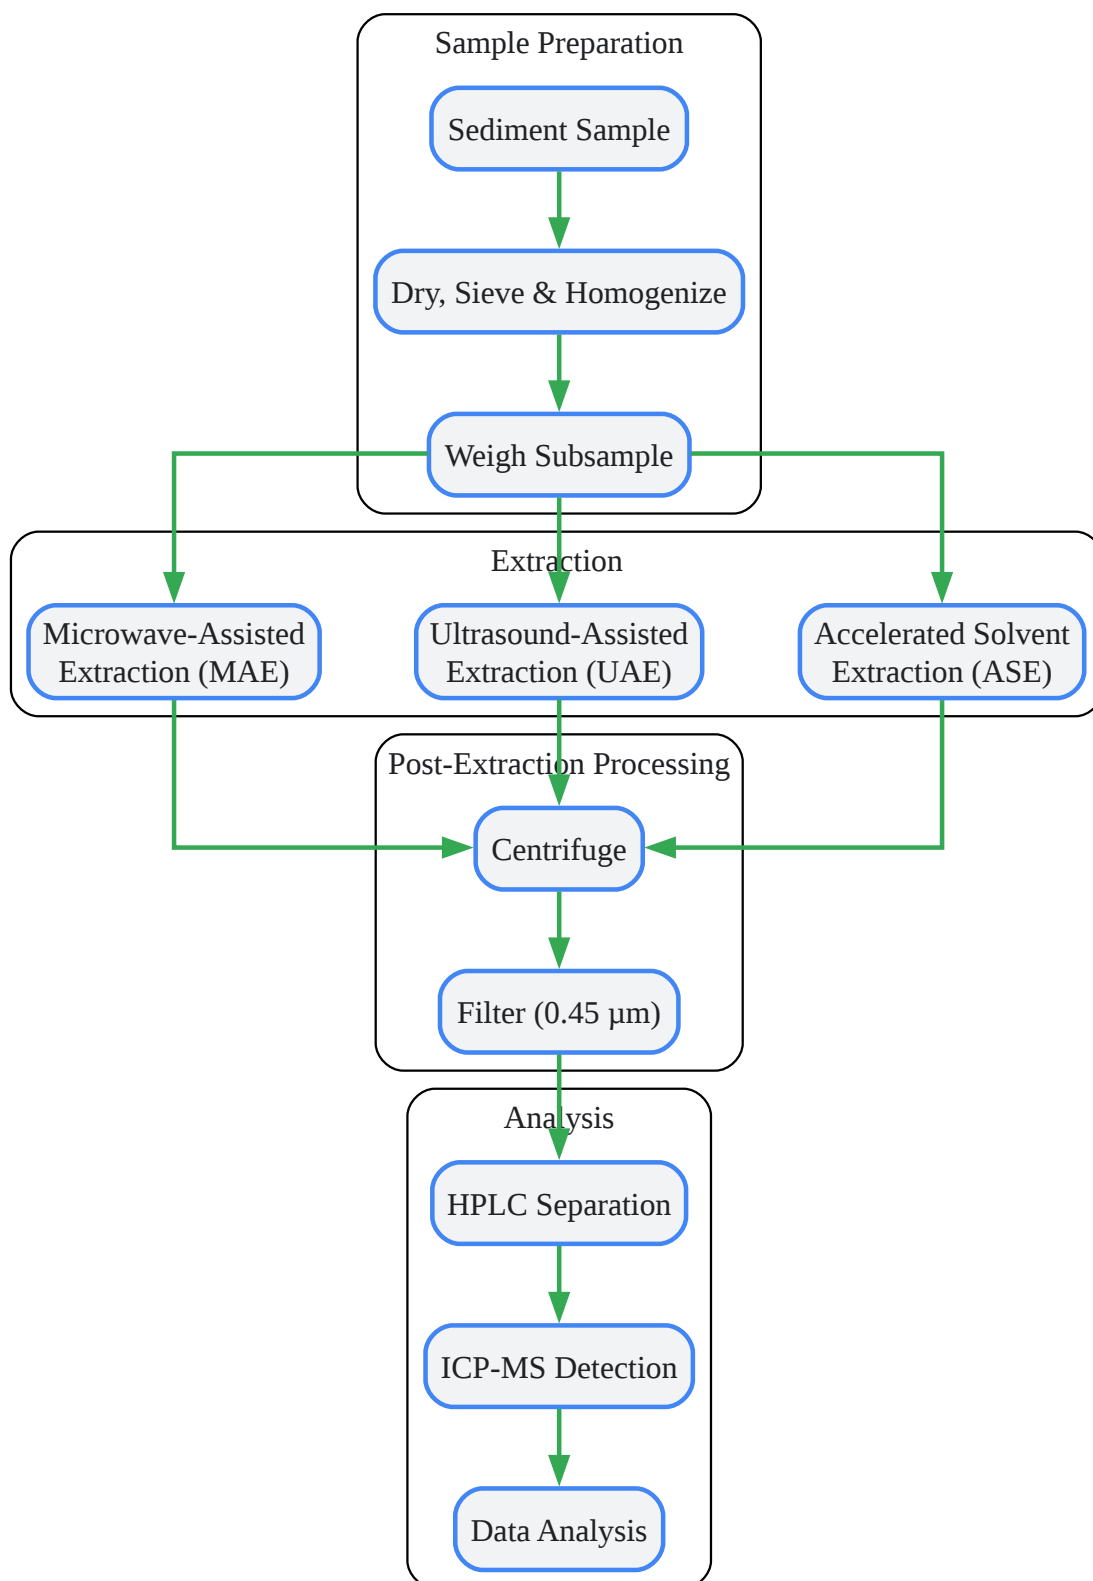 Sample Preparation
Sediment Sample
Dry, Sieve & Homogenize
Weigh Subsample
Extraction
Microwave-Assisted
Extraction (MAE)
Ultrasound-Assisted
Extraction (UAE)
Accelerated Solvent
Extraction (ASE)
Post-Extraction Processing
Centrifuge
Filter (0.45 µm)
Analysis
HPLC Separation
ICP-MS Detection
Data Analysis